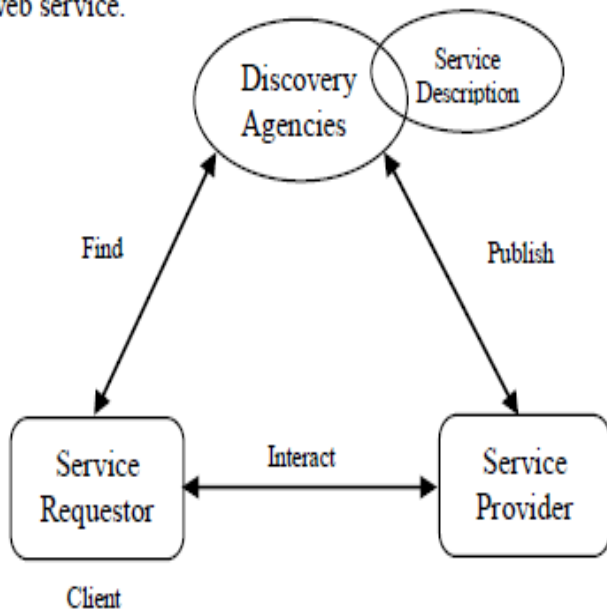 web service.
Discovery
Agencies
Service
Description
Find
Publish
Service
Requestor
Interact
Service
Provider
Client